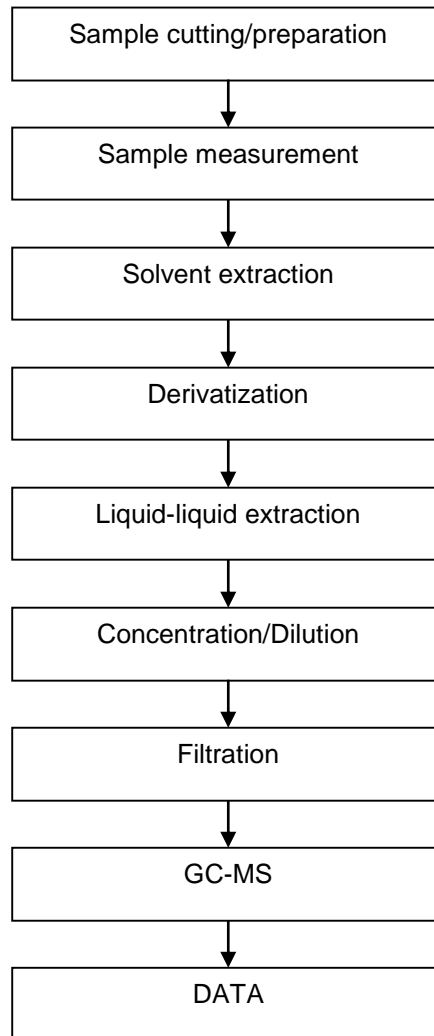 Sample cutting/preparation
Sample measurement
Solvent extraction
Derivatization
Liquid-liquid extraction
Concentration/Dilution
Filtration
GC-MS
DATA